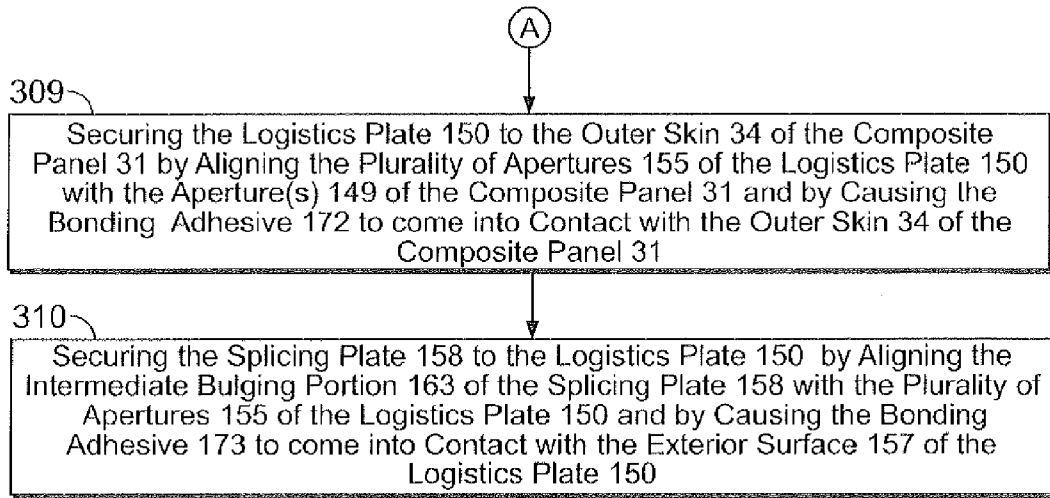 A
309
Securing the Logistics Plate 150 to the Outer Skin 34 of the Composite
Panel 31 by Aligning the Plurality of Apertures 155 of the Logistics Plate 150
with the Aperture(s) 149 of the Composite Panel 31 and by Causing the
Bonding Adhesive 172 to come into Contact with the Outer Skin 34 of the
Composite Panel 31
310
Securing the Splicing Plate 158 to the Logistics Plate 150 by Aligning the
Intermediate Bulging Portion 163 of the Splicing Plate 158 with the Plurality of
Apertures 155 of the Logistics Plate 150 and by Causing the Bonding
Adhesive 173 to come into Contact with the Exterior Surface 157 of the
Logistics Plate 150